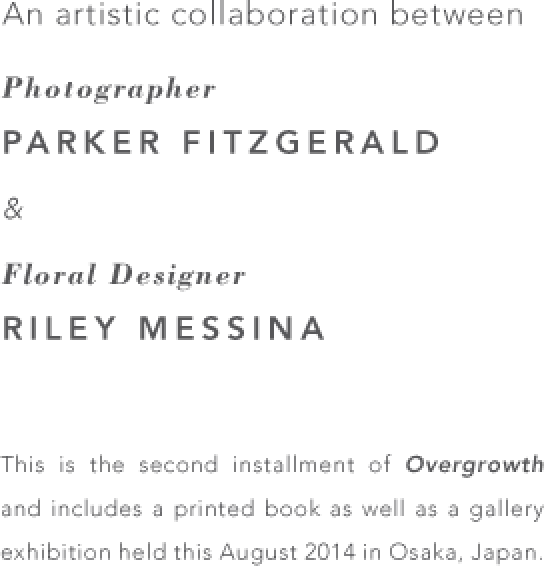 An artistic collaboration between
Photographer
PARKER FITZGERALD
&
Floral Designer
RILEY MESSINA
This is the second installment of Overgrowth
and includes a printed book as well as a gallery
exhibition held this August 2014 in Osaka, Japan.